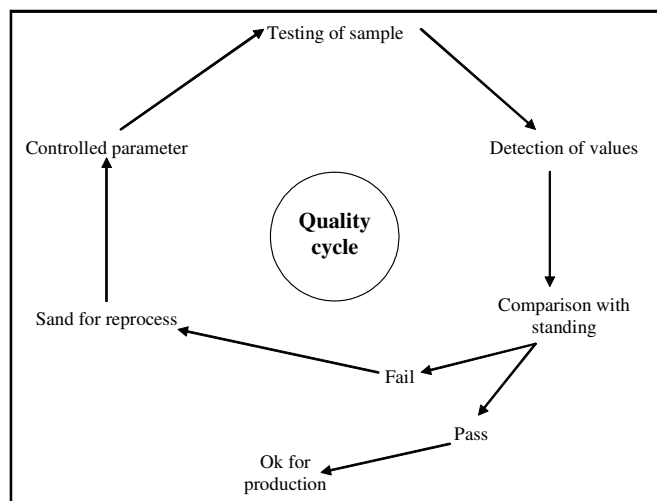 Testing of sample
Controlled parameter
Detection of values
Quality
cycle
Sand for reprocess
Comparison with
standing
Fail
Pass
Ok for
production